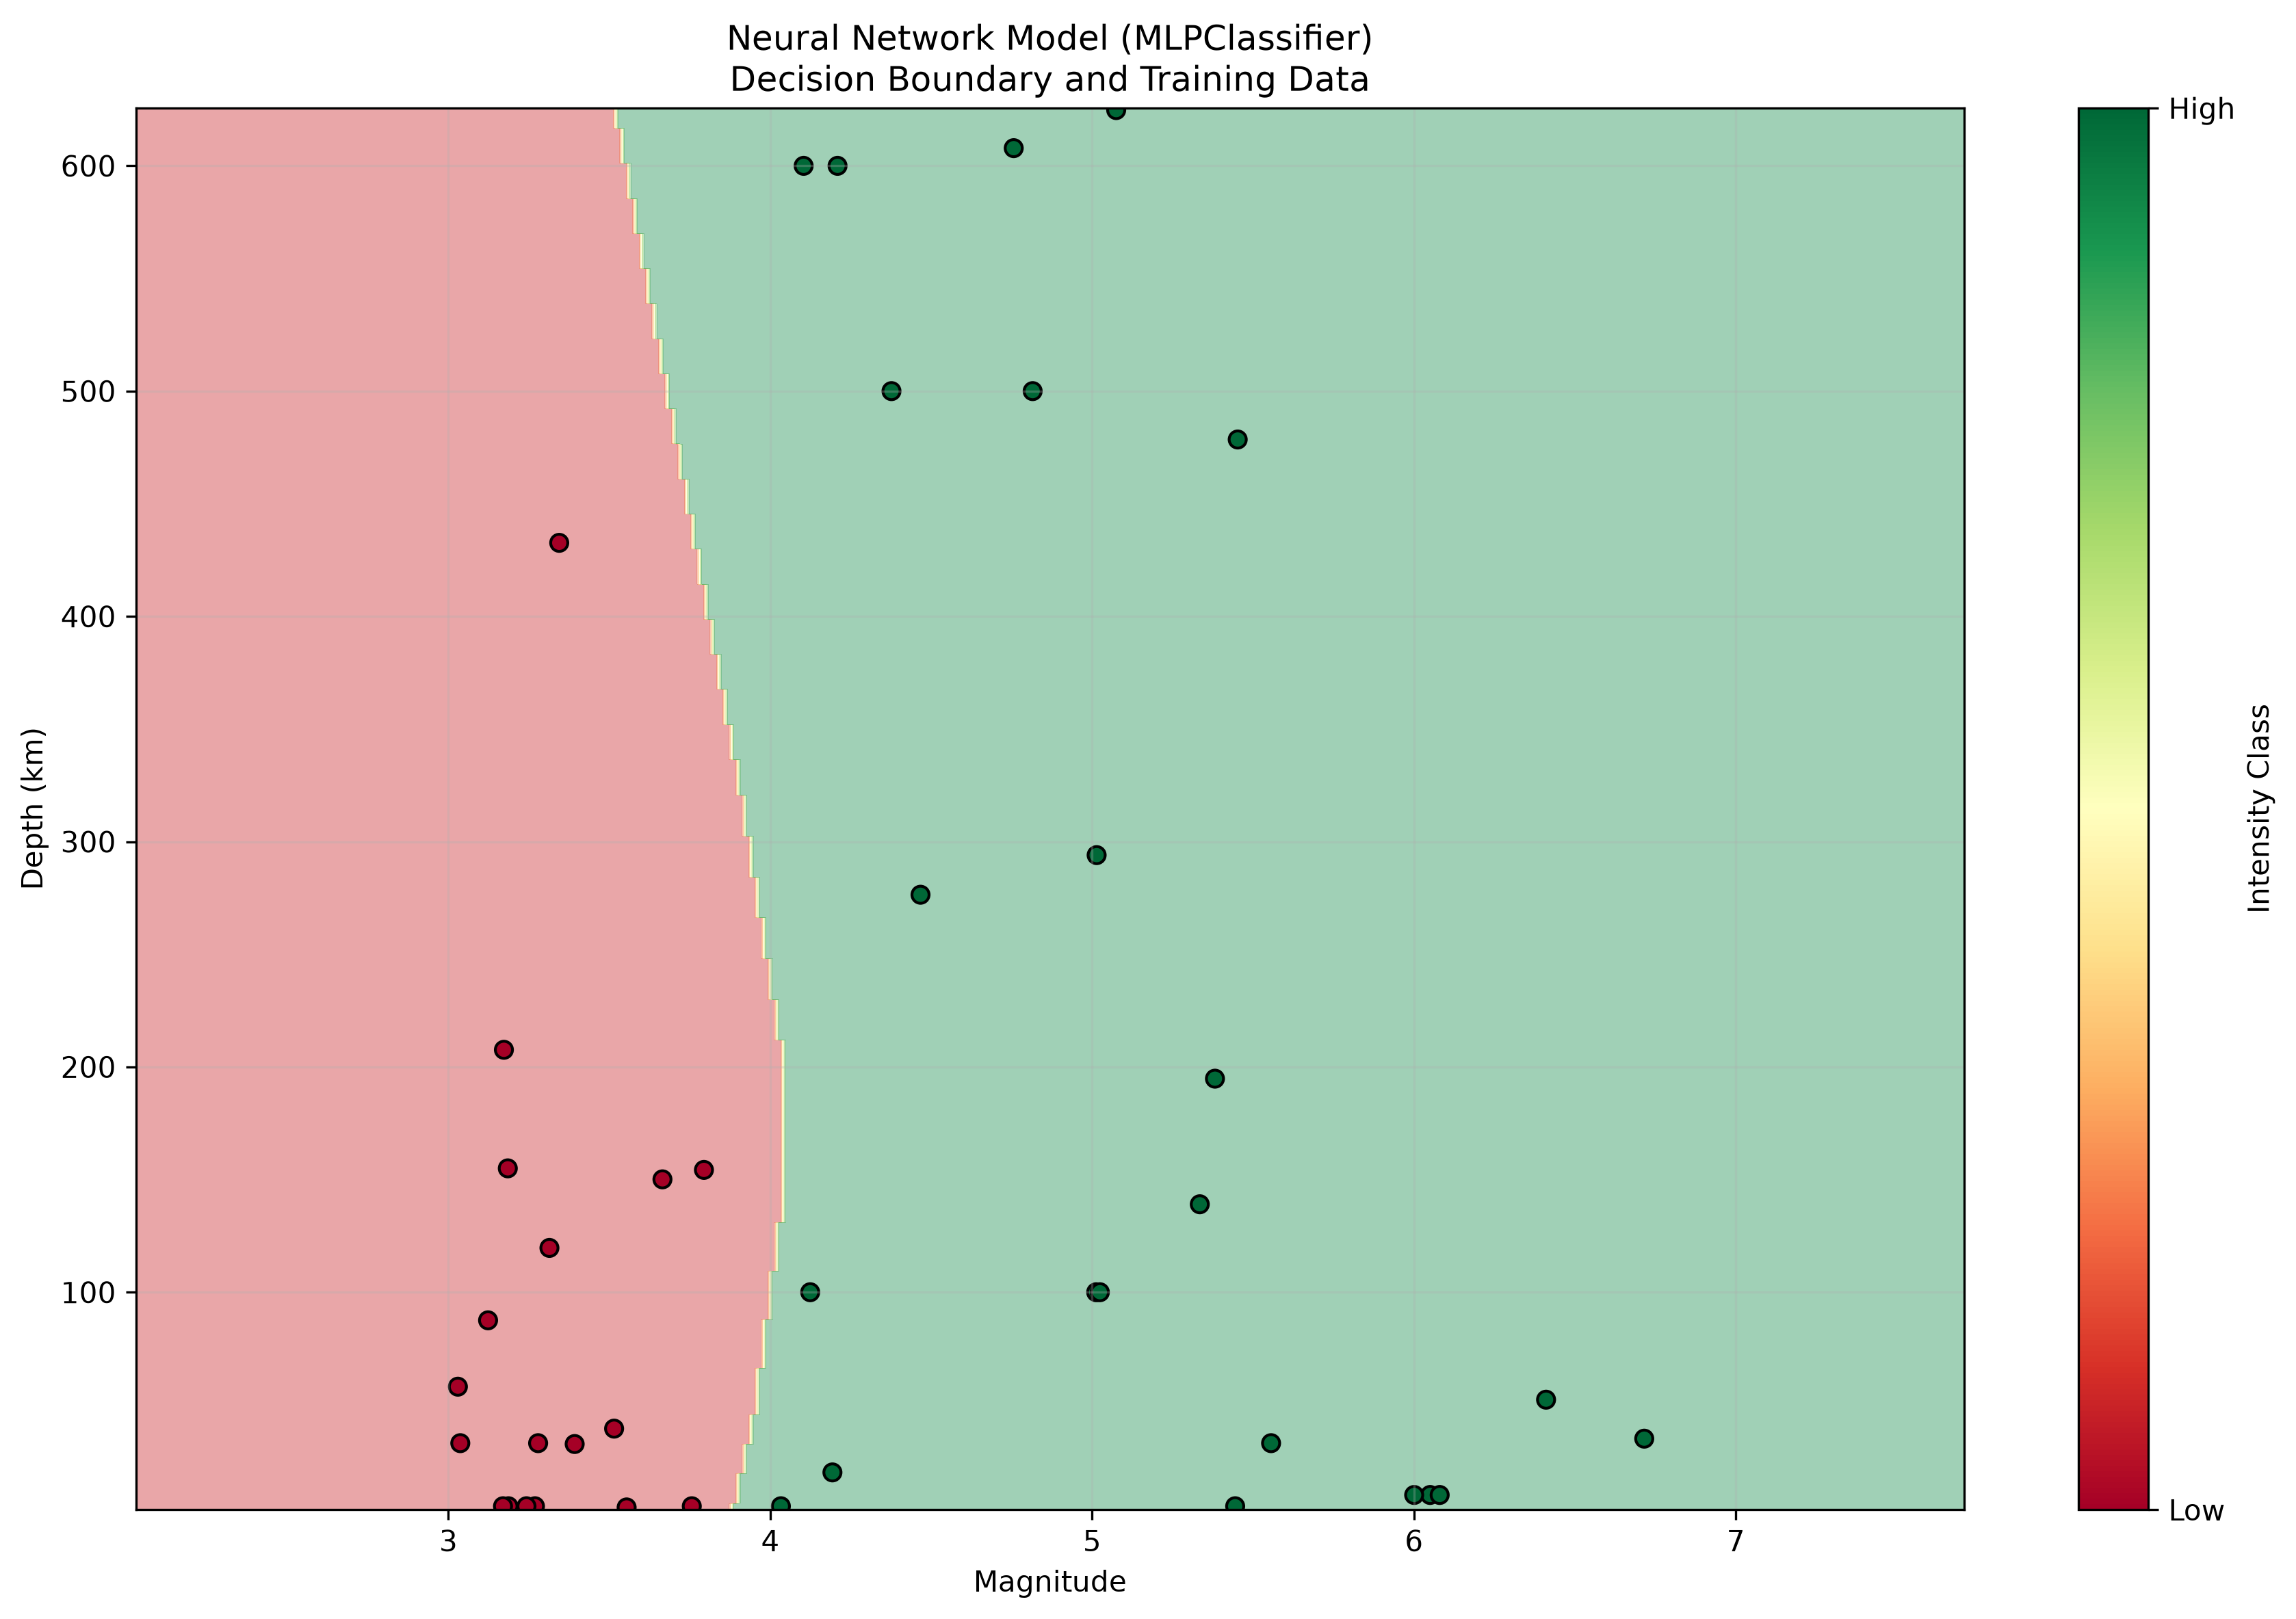 Neural Network Model (MLPClassifier)
Decision Boundary and Training Data
High
600
500
400
300
200
100
Depth (km)
Intensity Class
Low
3 4 5 6 7
Magnitude